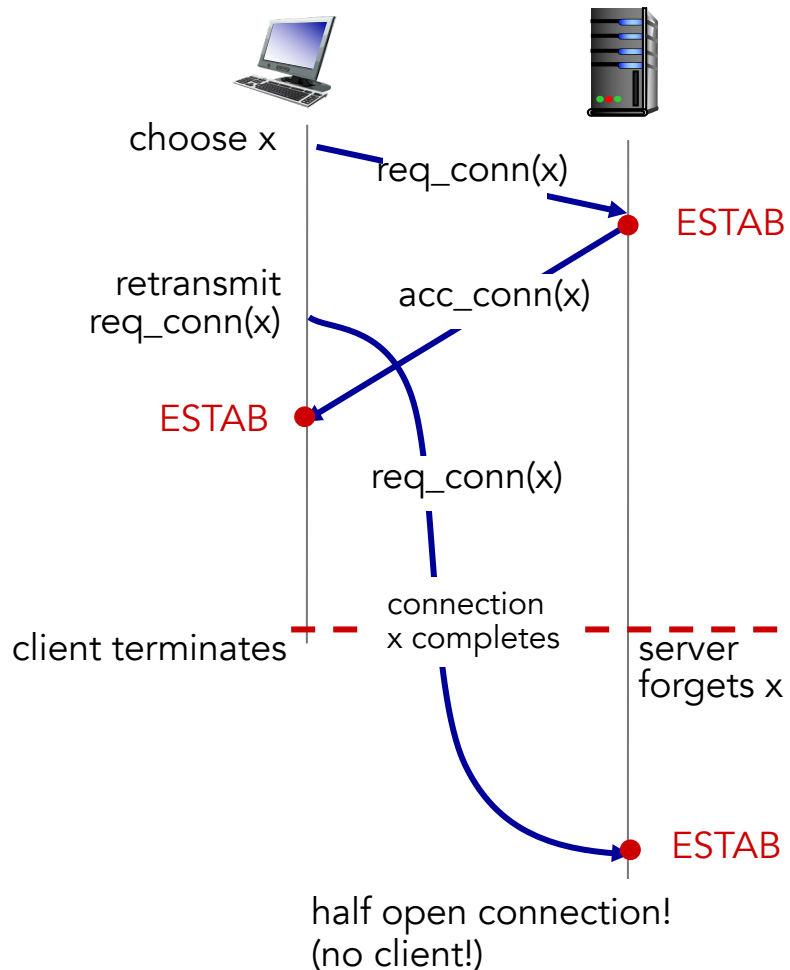 choose x
req_conn(x)
ESTAB
retransmit
req_conn(x)
acc_conn(x)
ESTAB
req_conn(x)
connection
x completes
client terminates
server
forgets x
ESTAB
half open connection!
(no client!)